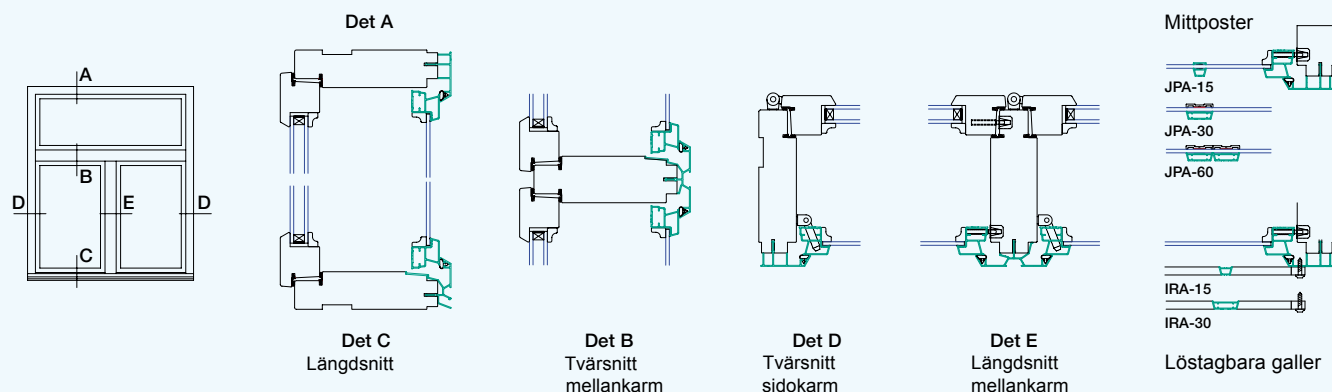 A
B
D
E
D
C
Det A
Det C
Längdsnitt
Det B
Tvärsnitt
mellankarm
Det D
Tvärsnitt
sidokarm
Det E
Längdsnitt
mellankarm
Mittposter
JPA-15
JPA-30
JPA-60
IRA-15
IRA-30
Löstagbara galler